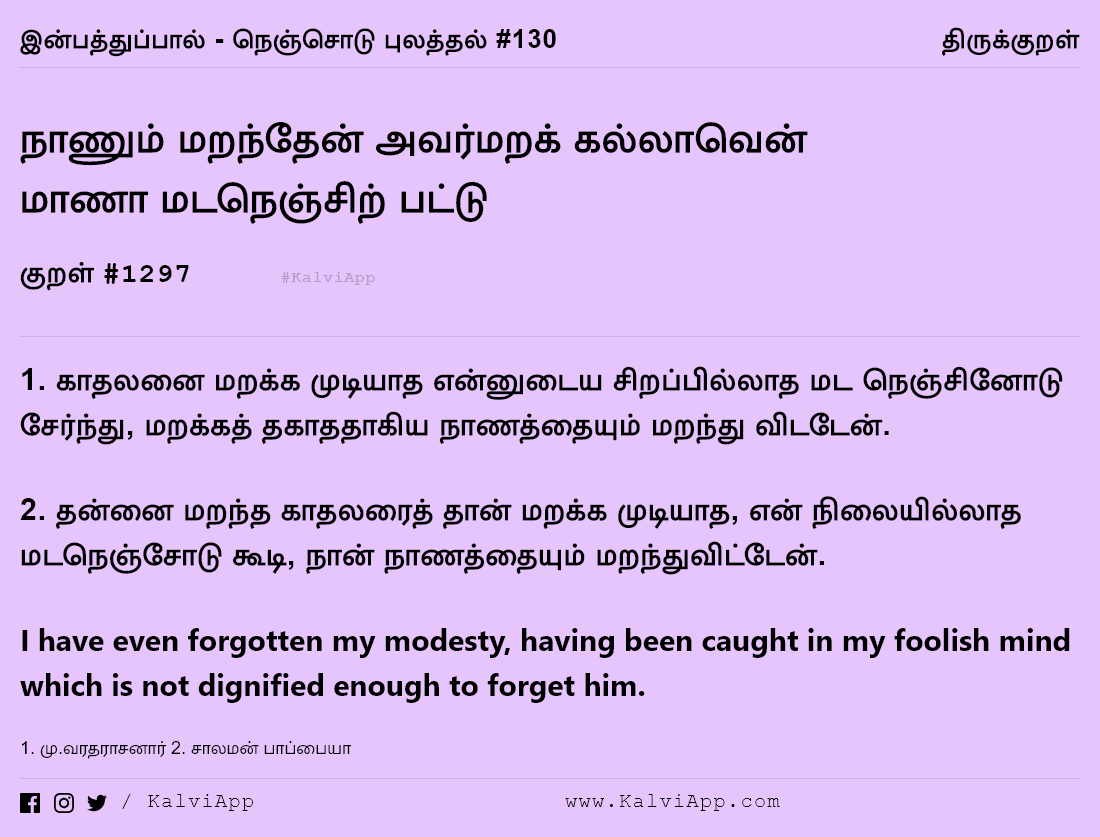 இன்பத்துப்பால் - நெஞ்சொடு புலத்தல் #130
திருக்குறள்
நாணும் மறந்தேன் அவர்மறக் கல்லாவென்
மாணா மடநெஞ்சிற் பட்டு
குறள் #1297
#KalviApp
1. காதலனை மறக்க முடியாத என்னுடைய சிறப்பில்லாத மட நெஞ்சினோடு
சேர்ந்து, மறக்கத் தகாததாகிய நாணத்தையும் மறந்து விடடேன்.
2. தன்னை மறந்த காதலரைத் தான் மறக்க முடியாத, என் நிலையில்லாத
மடநெஞ்சோடு கூடி, நான் நாணத்தையும் மறந்துவிட்டேன்.
I have even forgotten my modesty, having been caught in my foolish mind
which is not dignified enough to forget him.
1. மு.வரதராசனார் 2. சாலமன் பாப்பையா
/ KalviApp
www.KalviApp.com